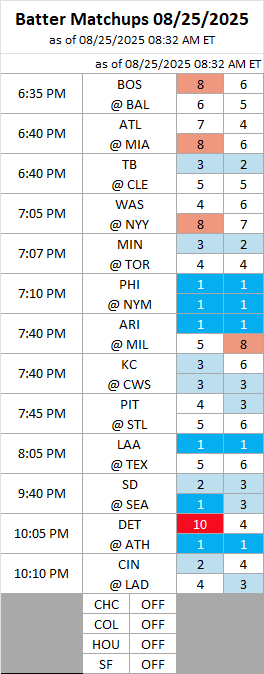 Batter Matchups 08/25/2025
as of 08/25/2025 08:32 AM ET
as of 08/25/2025 08:32 AM ET
6:35 PM BOS 8 6
@ BAL 6 5
6:40 PM ATL 7 4
@ MIA 8 6
6:40 PM TB 3 2
@ CLE 5 5
7:05 PM WAS 4 6
@ NYY 8 7
7:07 PM MIN 3 2
@ TOR 4 4
7:10 PM PHI 1 1
@ NYM 1 1
7:40 PM ARI 1 1
@ MIL 5 8
7:40 PM KC 3 6
@ CWS 3 3
7:45 PM PIT 4 3
@ STL 5 6
8:05 PM LAA 1 1
@ TEX 5 6
9:40 PM SD 2 3
@ SEA 1 3
10:05 PM DET 10 4
@ ATH 1 1
10:10 PM CIN 2 4
@ LAD 4 3
CHC OFF
COL OFF
HOU OFF
SF OFF